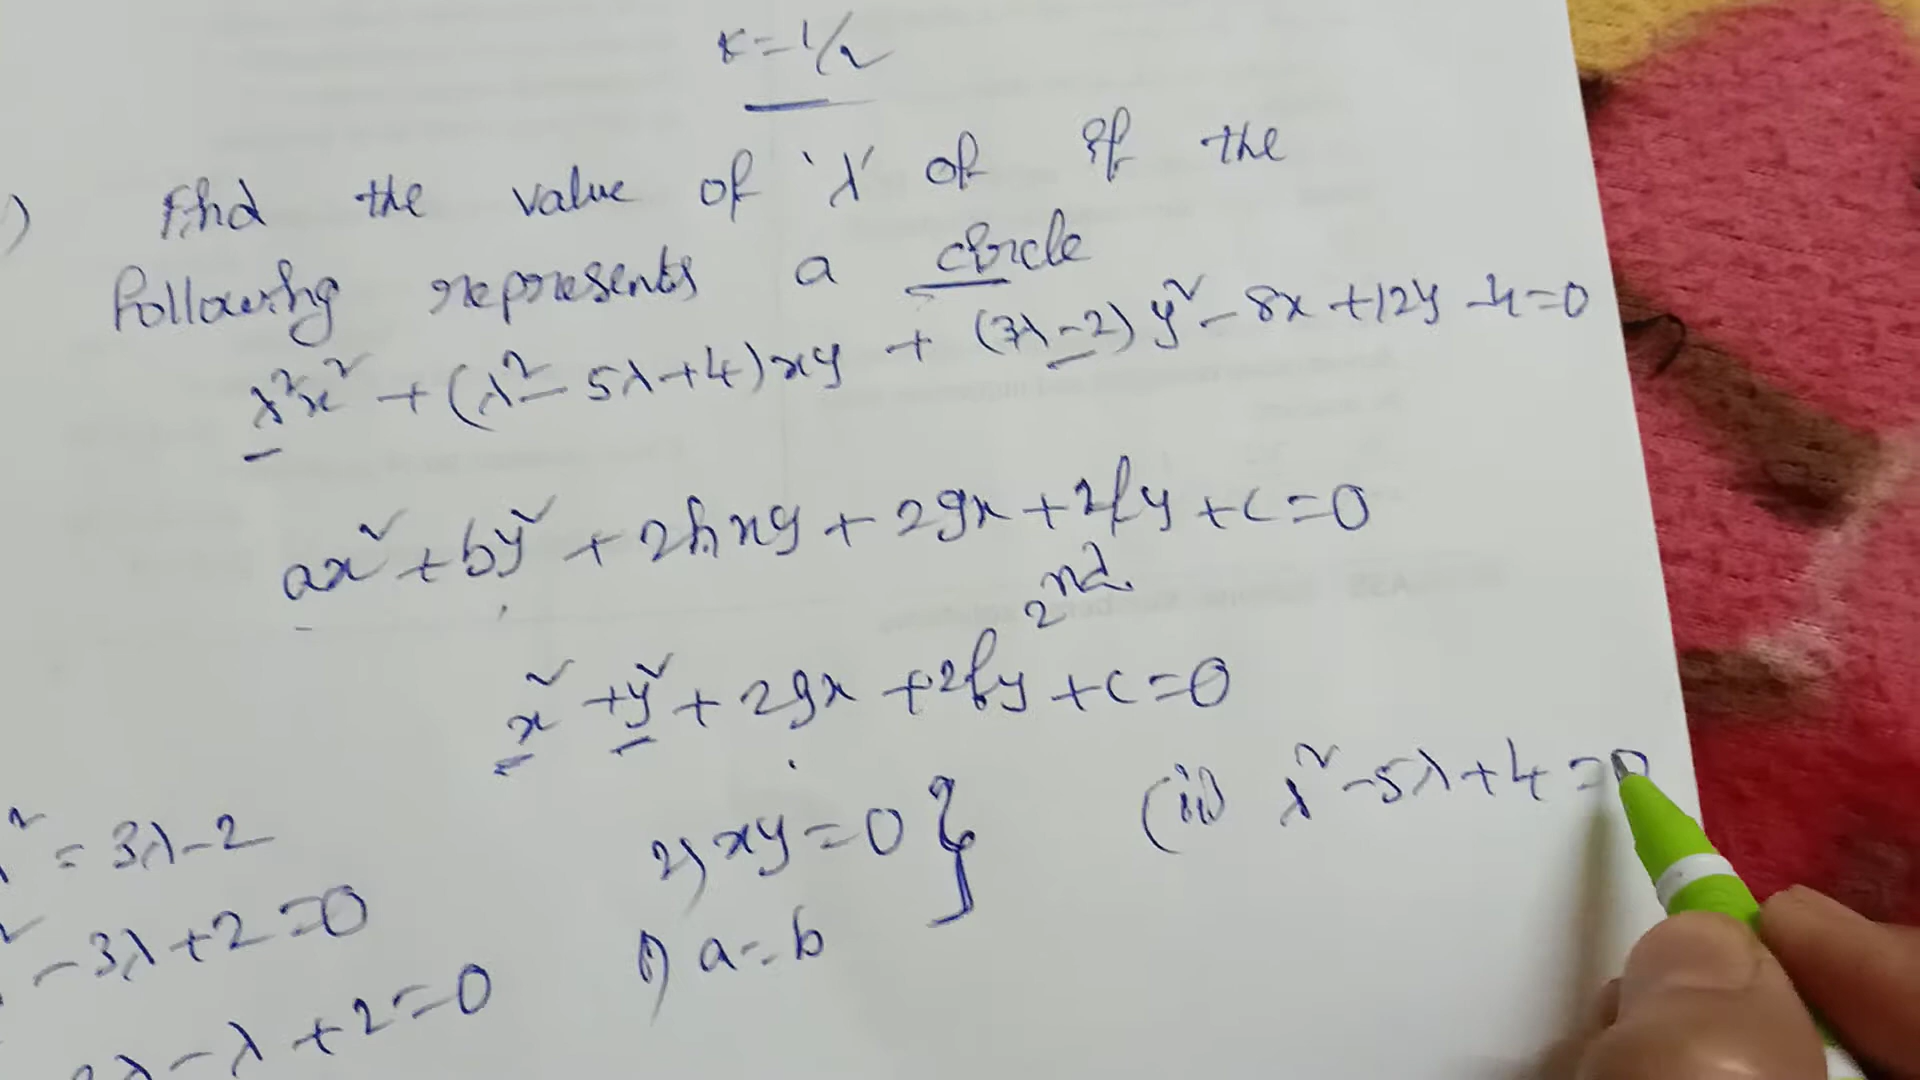 K=1/2
) Find the value of 'λ' of if the
following represents a circle
λ²x² + (λ²-5λ+4)xy + (3λ-2)y²-8x+12y-4=0
ax²+by²+2hxy+2gx+2fy+c=0
2nd
x²+y²+2gx+2fy+c=0
2) xy=0 }
1) a=b
(ii) λ²-5λ+4=0
λ²=3λ-2
-3λ+2=0
2λ-λ+2=0